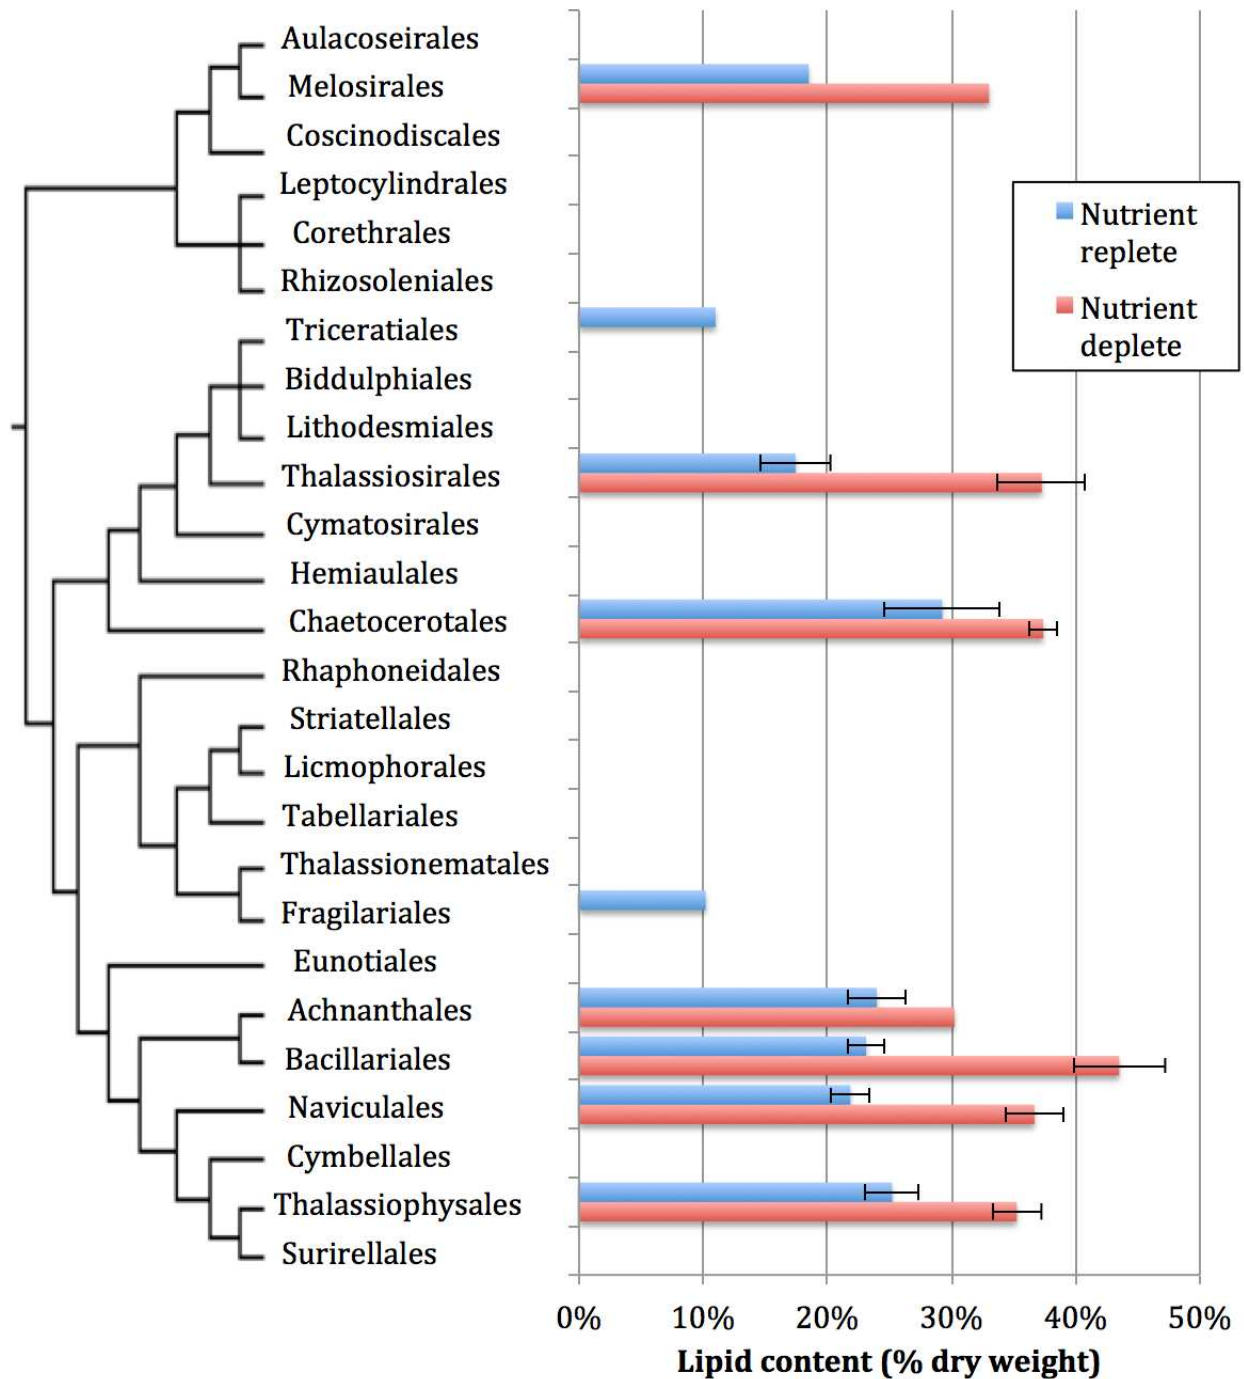 Aulacoseirales
Melosirales
Coscinodiscales
Leptocylindrales
Corethrales
Rhizosoleniales
Triceratiales
Biddulphiales
Lithodesmiales
Thalassiosirales
Cymatosirales
Hemiaulales
Chaetocerotales
Rhaphoneidales
Striatellales
Licmophorales
Tabellariales
Thalassionematales
Fragilariales
Eunotiales
Achnanthales
Bacillariales
Naviculales
Cymbellales
Thalassiophysales
Surirellales
Nutrient
replete
Nutrient
deplete
0% 10% 20% 30% 40% 50%
Lipid content (% dry weight)